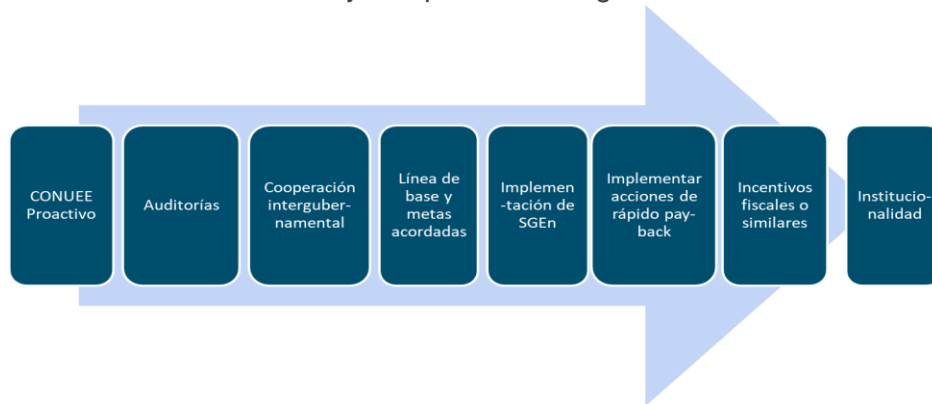 CONUEE
Proactivo
Auditorías
Cooperación
interguber-
namental
Línea de
base y
metas
acordadas
Implemen
-tación de
SGEn
Implementar
acciones de
rápido pay-
back
Incentivos
fiscales o
similares
Institucio-
nalidad